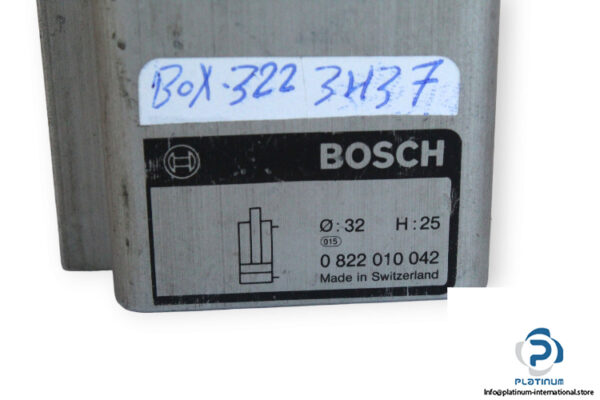 BOX-322 3H37
BOSCH
Ø: 32 H: 25
015
0 822 010 042
Made in Switzerland
PLATINUM
Info@platinum-international.store